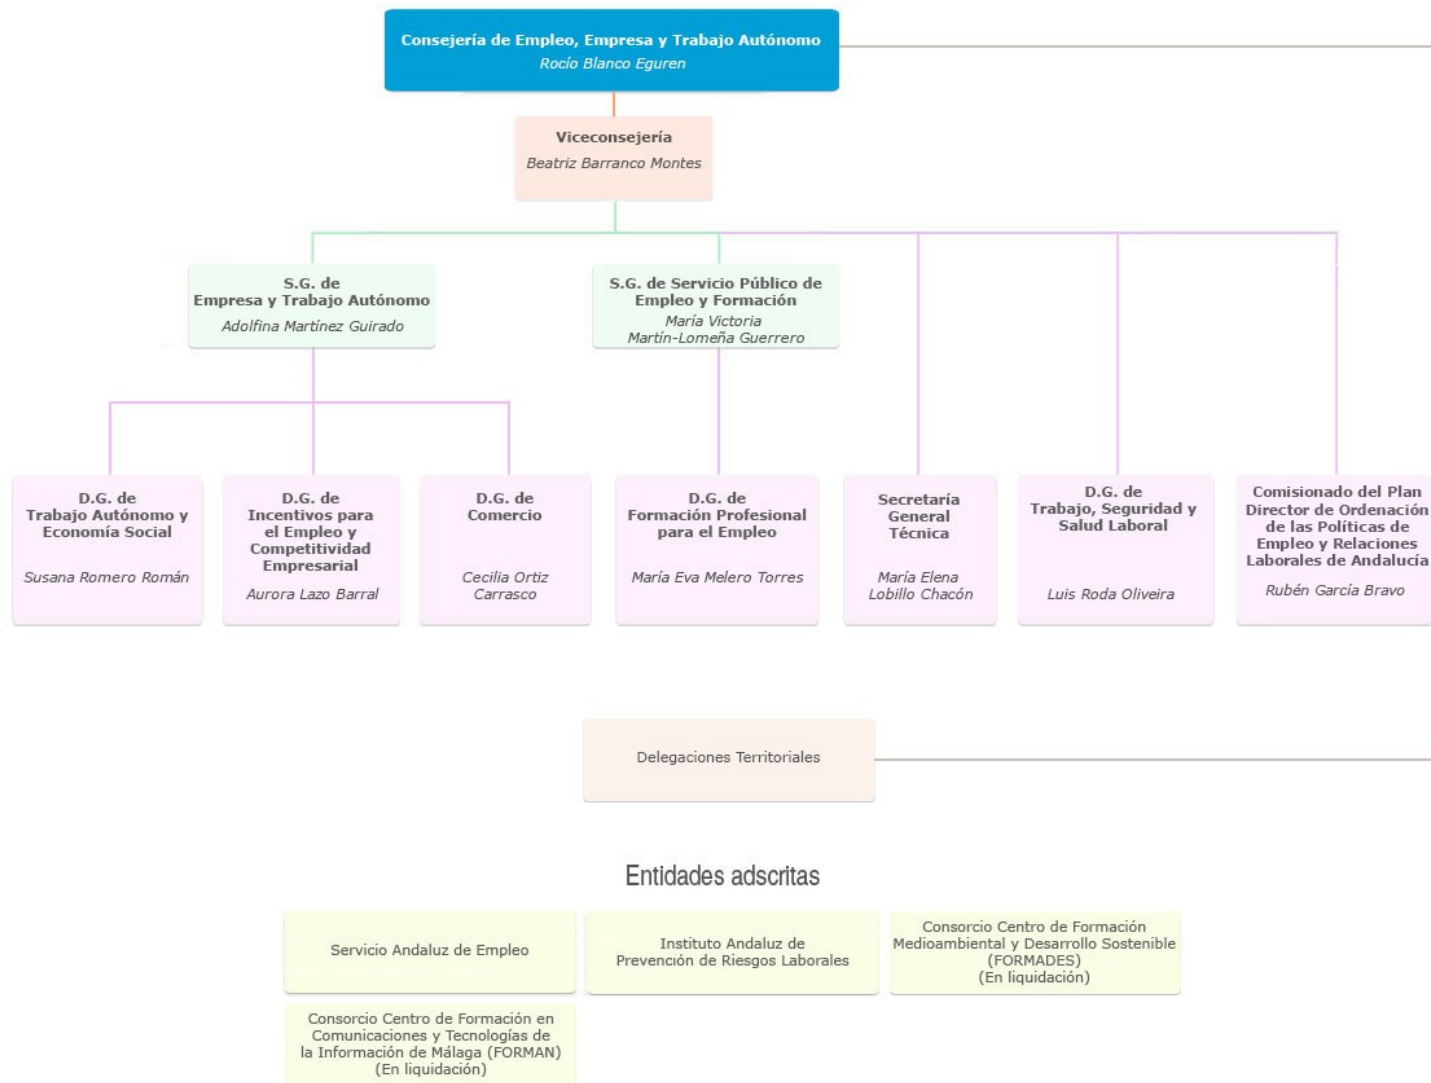 Consejería de Empleo, Empresa y Trabajo Autónomo
Rocío Blanco Eguren
Viceconsejería
Beatriz Barranco Montes
S.G. de
Empresa y Trabajo Autónomo
Adolfina Martínez Guirado
S.G. de Servicio Público de
Empleo y Formación
María Victoria
Martín-Lomeña Guerrero
D.G. de
Trabajo Autónomo y
Economía Social
Susana Romero Román
D.G. de
Incentivos para
el Empleo y
Competitividad
Empresarial
Aurora Lazo Barral
D.G. de
Comercio
Cecilia Ortiz
Carrasco
D.G. de
Formación Profesional
para el Empleo
María Eva Melero Torres
Secretaría
General
Técnica
María Elena
Lobillo Chacón
D.G. de
Trabajo, Seguridad y
Salud Laboral
Luis Roda Oliveira
Comisionado del Plan
Director de Ordenación
de las Políticas de
Empleo y Relaciones
Laborales de Andalucía
Rubén García Bravo
Delegaciones Territoriales
Entidades adscritas
Servicio Andaluz de Empleo
Instituto Andaluz de
Prevención de Riesgos Laborales
Consorcio Centro de Formación
Medioambiental y Desarrollo Sostenible
(FORMADES)
(En liquidación)
Consorcio Centro de Formación en
Comunicaciones y Tecnologías de
la Información de Málaga (FORMAN)
(En liquidación)